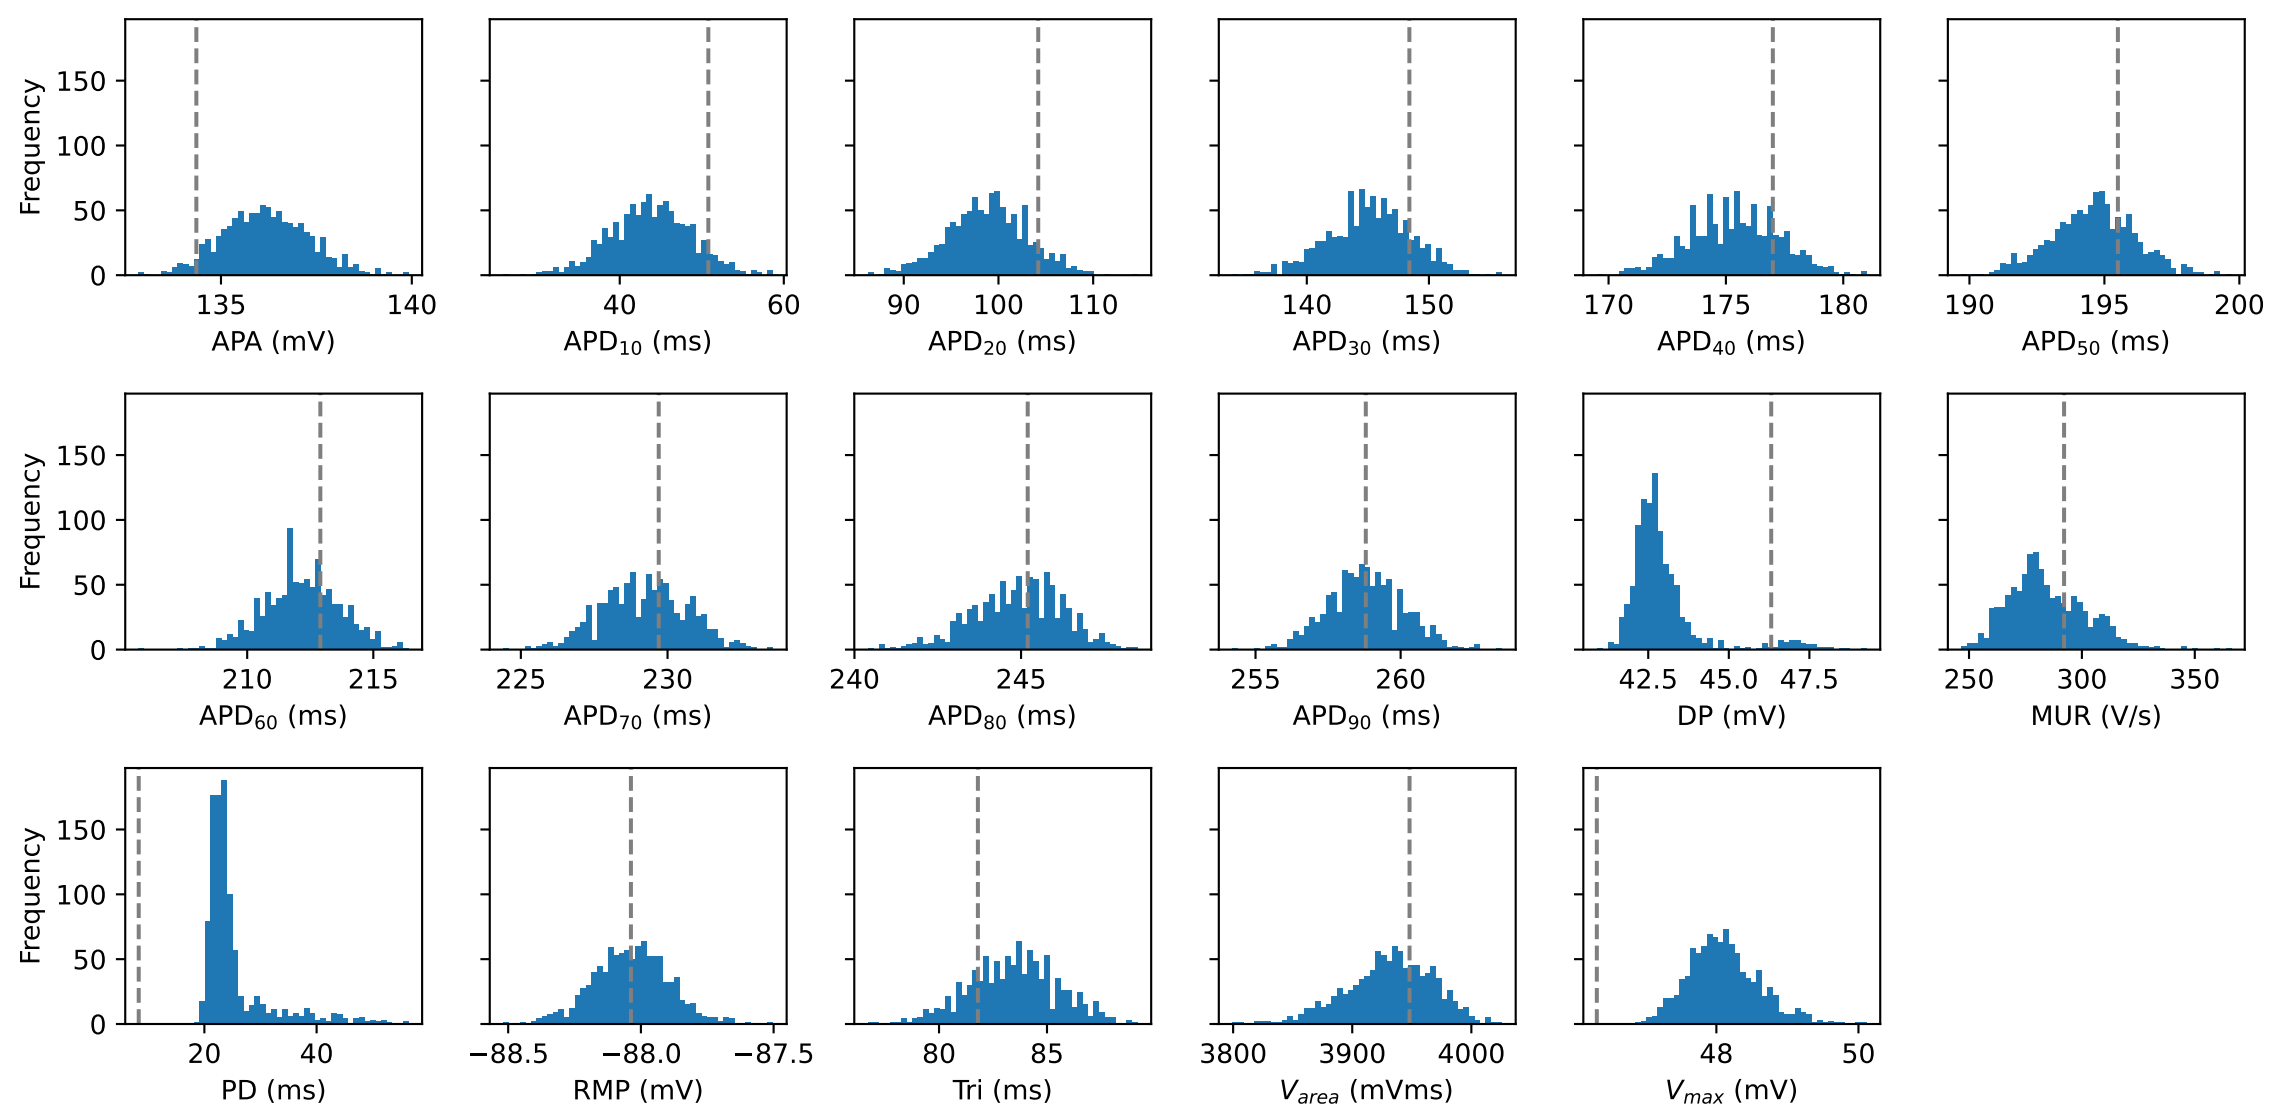 Frequency
150
100
50
0
135 140
APA (mV)
40 60
APD₁₀ (ms)
90 100 110
APD₂₀ (ms)
140 150
APD₃₀ (ms)
170 175 180
APD₄₀ (ms)
190 195 200
APD₅₀ (ms)
Frequency
150
100
50
0
210 215
APD₆₀ (ms)
225 230
APD₇₀ (ms)
240 245
APD₈₀ (ms)
255 260
APD₉₀ (ms)
42.5 45.0 47.5
DP (mV)
250 300 350
MUR (V/s)
Frequency
150
100
50
0
20 40
PD (ms)
−88.5 −88.0 −87.5
RMP (mV)
80 85
Tri (ms)
3800 3900 4000
V_area (mVms)
48 50
V_max (mV)